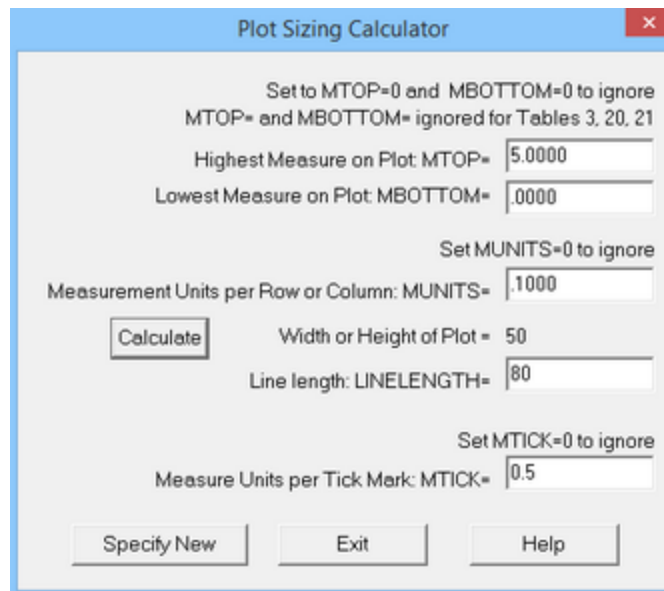 Plot Sizing Calculator
Set to MTOP=0 and MBOTTOM=0 to ignore
MTOP= and MBOTTOM= ignored for Tables 3, 20, 21
Highest Measure on Plot: MTOP= 5.0000
Lowest Measure on Plot: MBOTTOM= .0000
Set MUNITS=0 to ignore
Measurement Units per Row or Column: MUNITS= .1000
Calculate Width or Height of Plot = 50
Line length: LINELENGTH= 80
Set MTICK=0 to ignore
Measure Units per Tick Mark: MTICK= 0.5
Specify New Exit Help